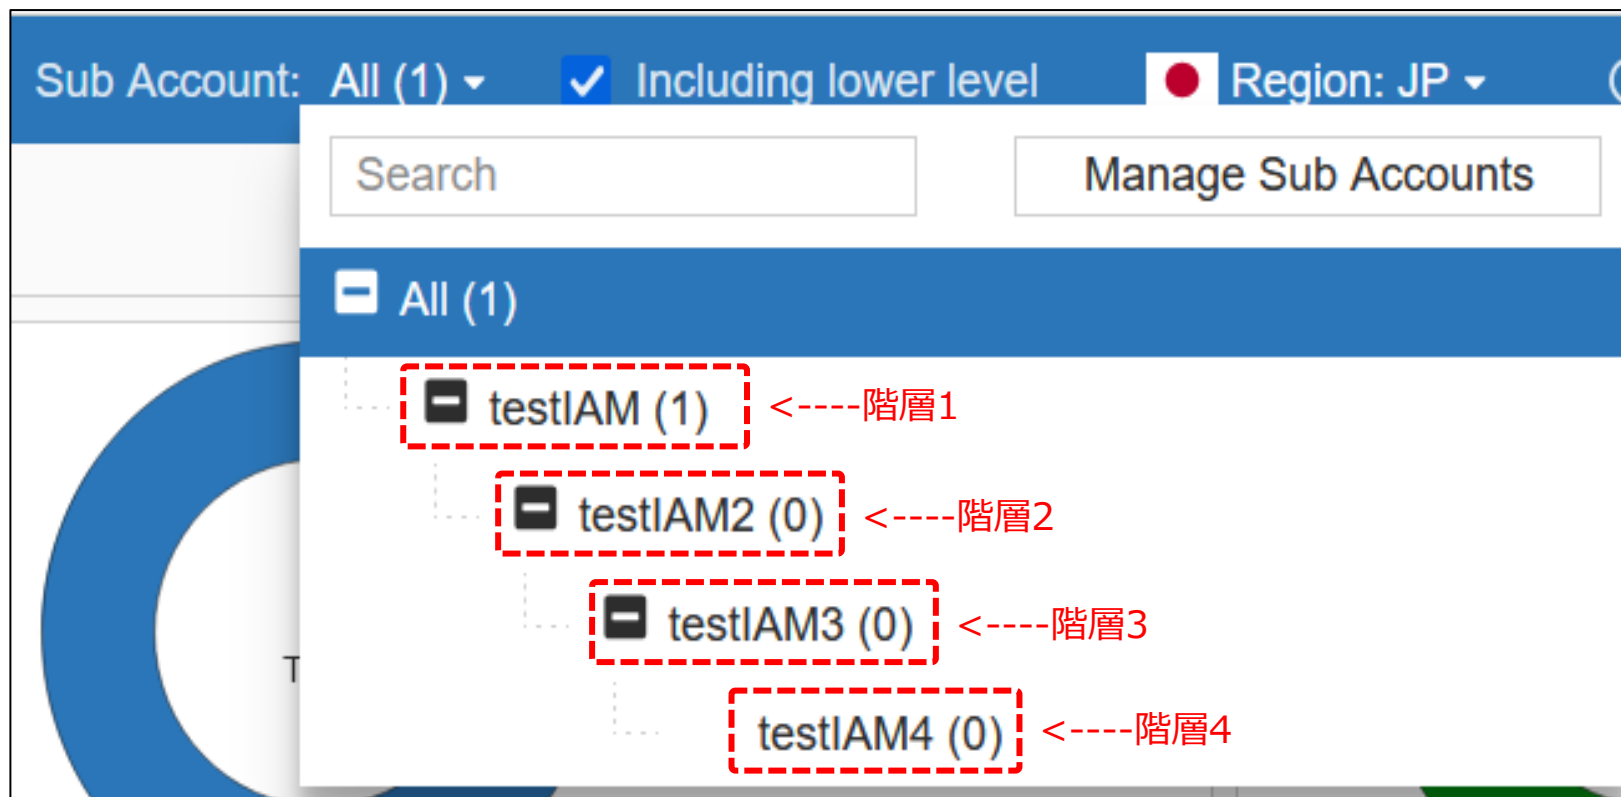 Sub Account: All (1) Including lower level Region: JP
Search Manage Sub Accounts
All (1)
testIAM (1) <----階層1
testIAM2 (0) <----階層2
testIAM3 (0) <----階層3
T
testIAM4 (0) <----階層4